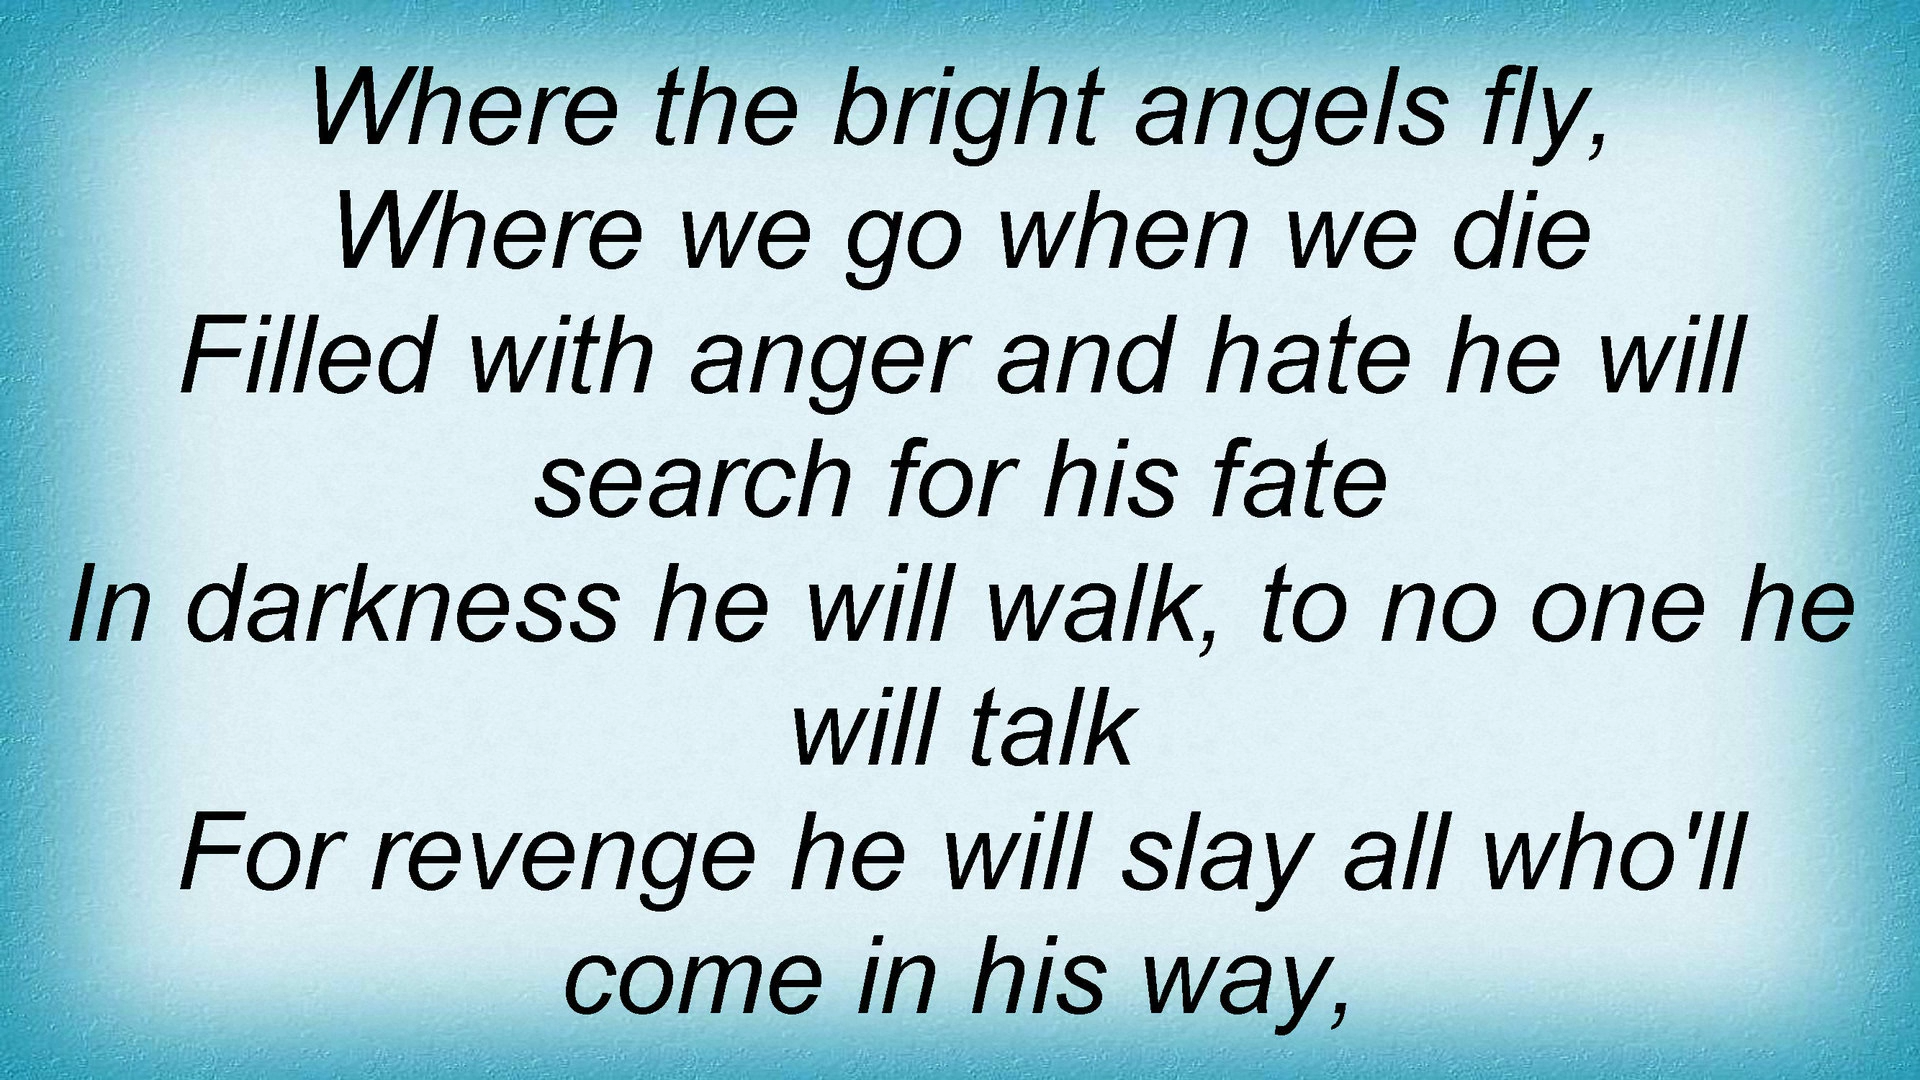 Where the bright angels fly,
Where we go when we die
Filled with anger and hate he will
search for his fate
In darkness he will walk, to no one he
will talk
For revenge he will slay all who'll
come in his way,